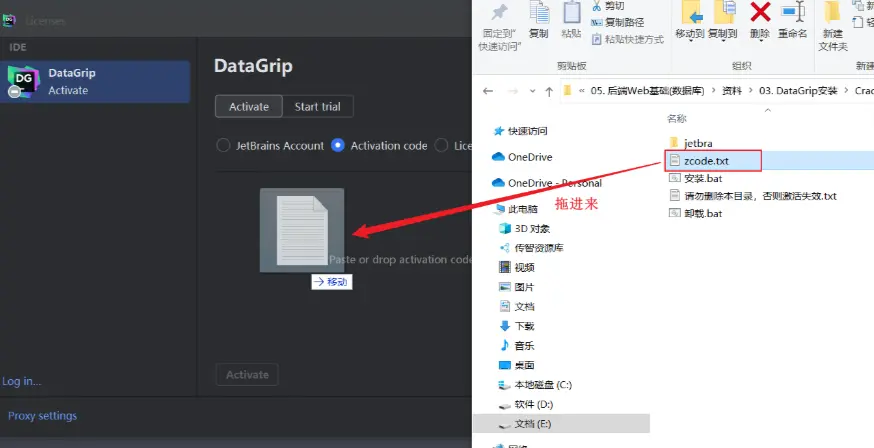 Licenses
IDE
DG
DataGrip
Activate
DataGrip
Activate
Start trial
JetBrains Account
Activation code
Lice
Paste or drop activation code
移动
Activate
Log in...
Proxy settings
拖进来
固定到"
快速访问"
复制
粘贴
剪切
复制路径
粘贴快捷方式
剪贴板
移动到
复制到
删除
重命名
组织
新建
文件夹
新建
05. 后端Web基础(数据库)
资料
03. DataGrip安装
Crac
名称
快速访问
OneDrive
OneDrive - Personal
此电脑
3D 对象
传智资源库
视频
图片
文档
下载
音乐
桌面
本地磁盘 (C:)
软件 (D:)
文档 (E:)
网络
jetbra
zcode.txt
安装.bat
请勿删除本目录，否则激活失效.txt
卸载.bat